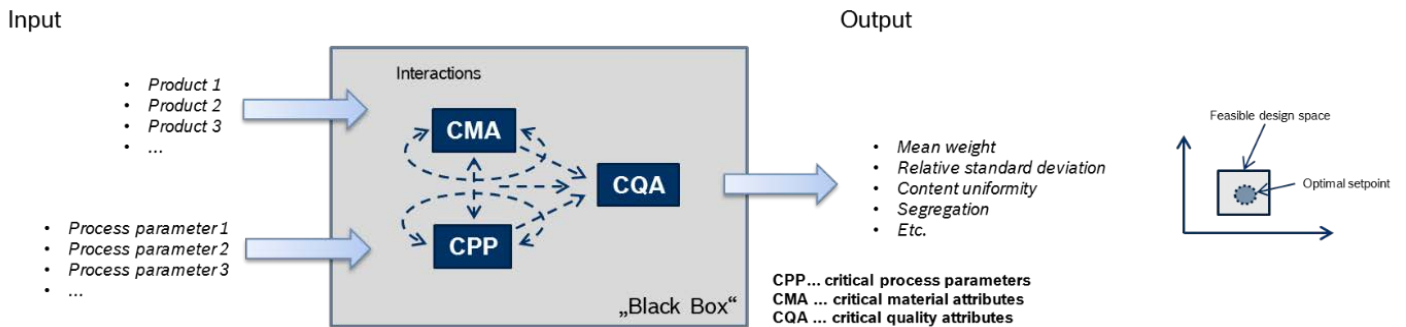 Input
Output
• Product 1
• Product 2
• Product 3
• ...
• Process parameter 1
• Process parameter 2
• Process parameter 3
• ...
Interactions
CMA
CQA
CPP
„Black Box“
• Mean weight
• Relative standard deviation
• Content uniformity
• Segregation
• Etc.
CPP... critical process parameters
CMA ... critical material attributes
CQA ... critical quality attributes
Feasible design space
Optimal setpoint